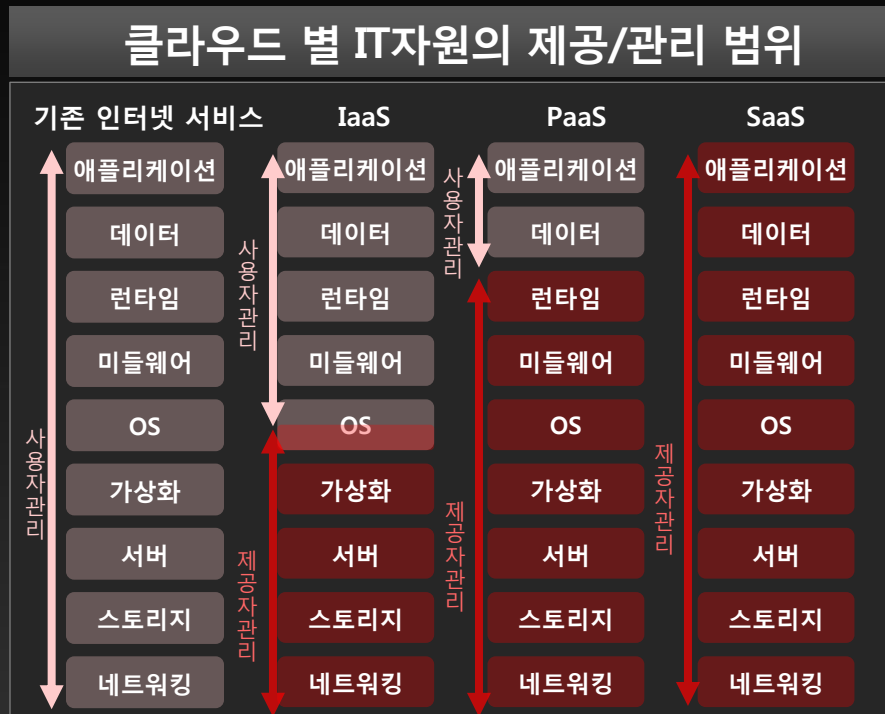 클라우드 별 IT자원의 제공/관리 범위
기존 인터넷 서비스
IaaS
PaaS
SaaS
애플리케이션
애플리케이션
애플리케이션
애플리케이션
데이터
데이터
데이터
데이터
런타임
런타임
런타임
런타임
미들웨어
미들웨어
미들웨어
미들웨어
OS
OS
OS
OS
가상화
가상화
가상화
가상화
서버
서버
서버
서버
스토리지
스토리지
스토리지
스토리지
네트워킹
네트워킹
네트워킹
네트워킹
사용자관리
사용자관리
제공자관리
사용자관리
제공자관리
제공자관리